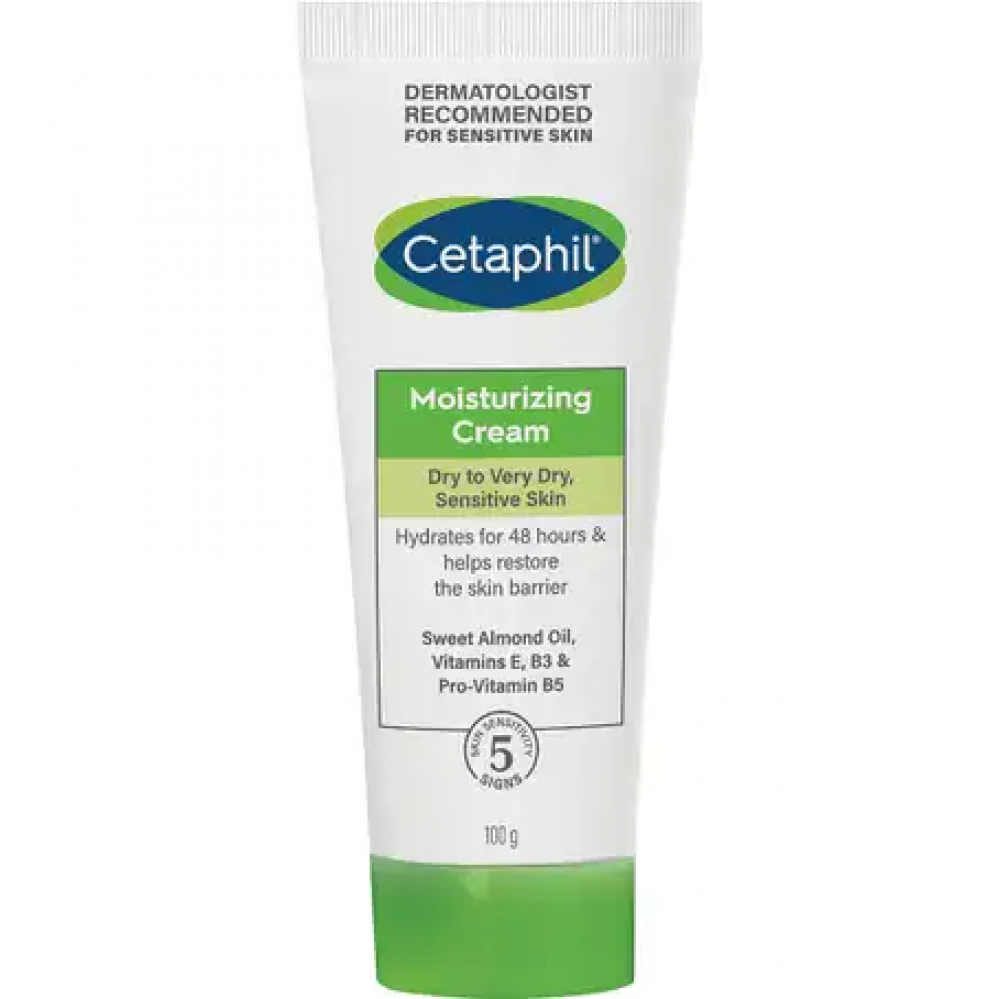 DERMATOLOGIST
RECOMMENDED
FOR SENSITIVE SKIN
Cetaphil®
Moisturizing
Cream
Dry to Very Dry,
Sensitive Skin
Hydrates for 48 hours &
helps restore
the skin barrier
Sweet Almond Oil,
Vitamins E, B3 &
Pro-Vitamin B5
SKIN SENSITIVITY
5
SIGNS
100 g